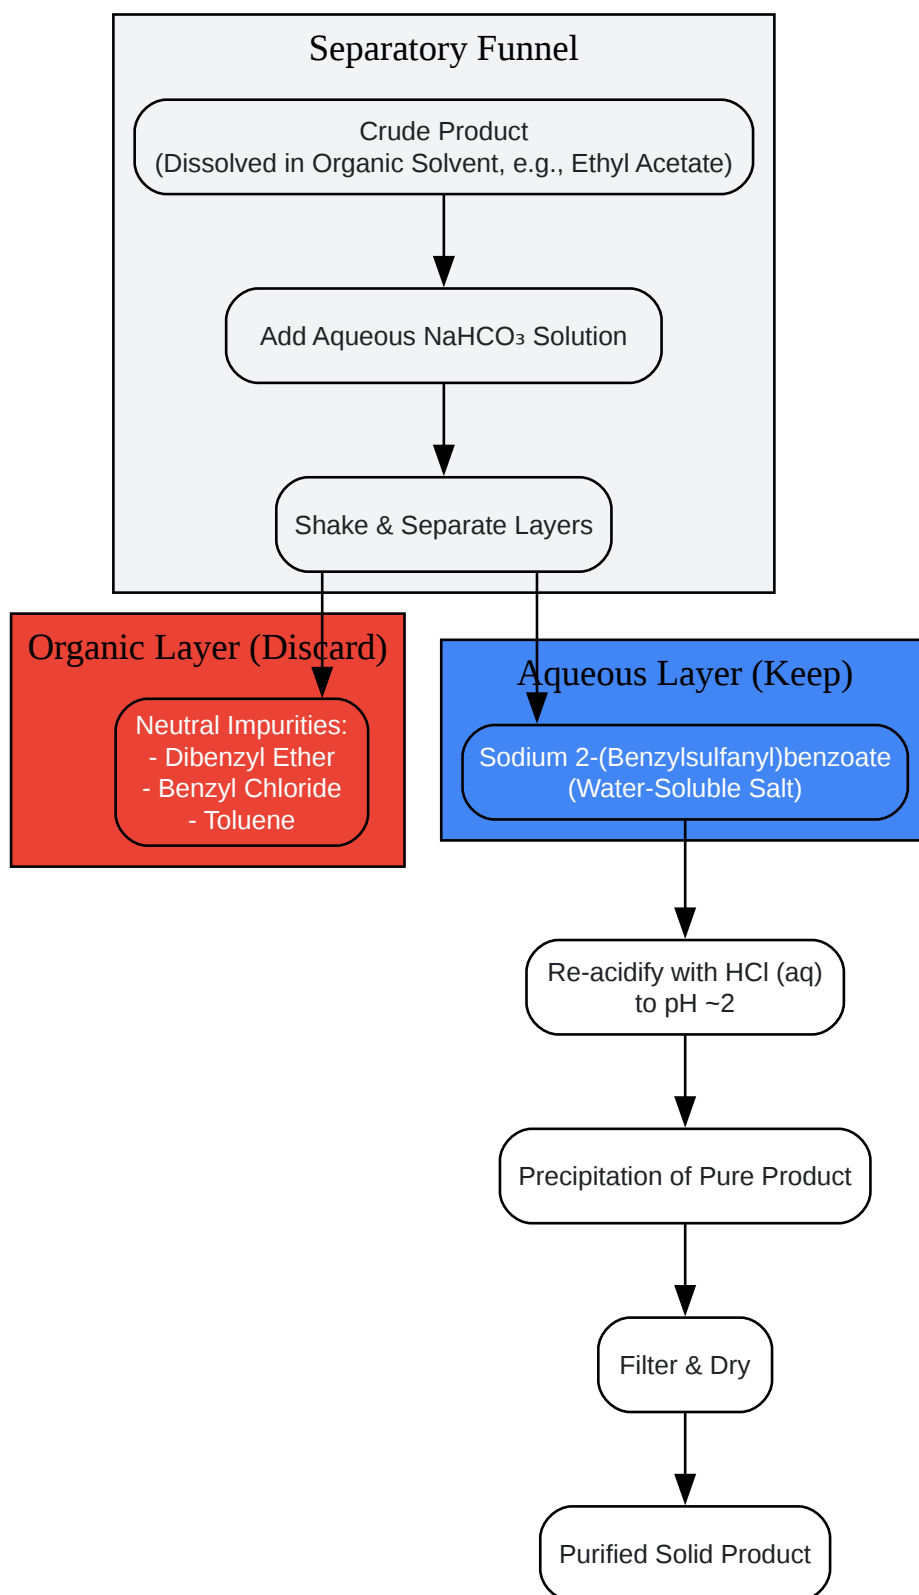 Separatory Funnel
Crude Product
(Dissolved in Organic Solvent, e.g., Ethyl Acetate)
Add Aqueous NaHCO₃ Solution
Shake & Separate Layers
Organic Layer (Discard)
Neutral Impurities:
- Dibenzyl Ether
- Benzyl Chloride
- Toluene
Aqueous Layer (Keep)
Sodium 2-(Benzylsulfanyl)benzoate
(Water-Soluble Salt)
Re-acidify with HCl (aq)
to pH ~2
Precipitation of Pure Product
Filter & Dry
Purified Solid Product